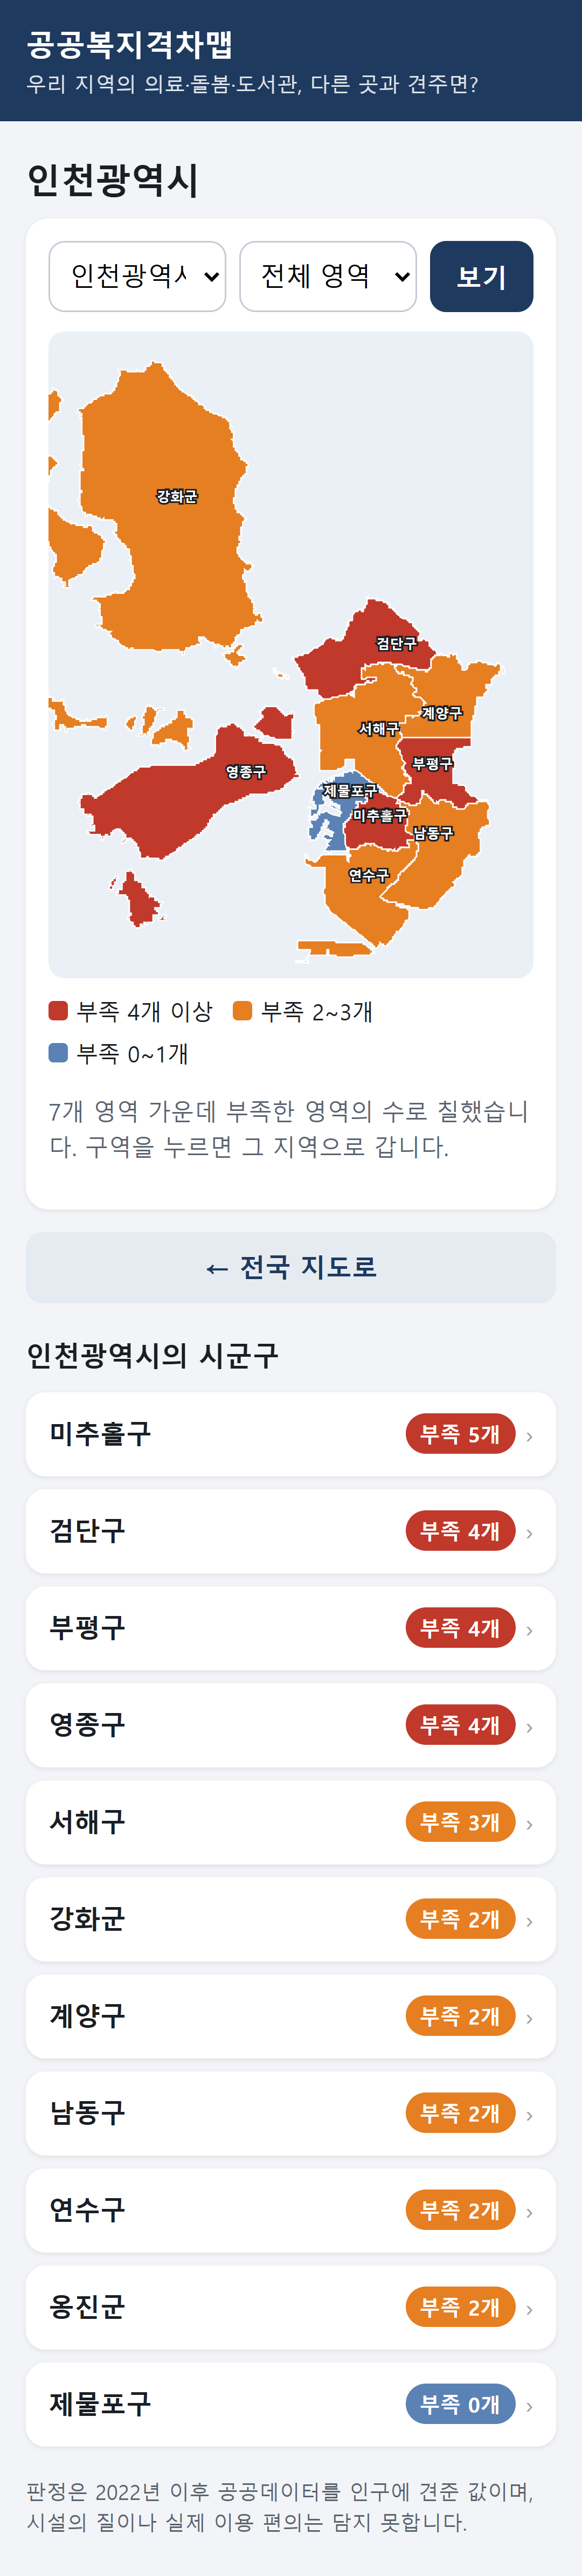 공공복지격차맵
우리 지역의 의료·돌봄·도서관, 다른 곳과 견주면?
인천광역시
인천광역시 전체 영역 보기
강화군
검단구
계양구
서해구
부평구
영종구
제물포구
미추홀구
남동구
연수구
부족 4개 이상 부족 2~3개
부족 0~1개
7개 영역 가운데 부족한 영역의 수로 칠했습니
다. 구역을 누르면 그 지역으로 갑니다.
← 전국 지도로
인천광역시의 시군구
미추홀구 부족 5개 ›
검단구 부족 4개 ›
부평구 부족 4개 ›
영종구 부족 4개 ›
서해구 부족 3개 ›
강화군 부족 2개 ›
계양구 부족 2개 ›
남동구 부족 2개 ›
연수구 부족 2개 ›
옹진군 부족 2개 ›
제물포구 부족 0개 ›
판정은 2022년 이후 공공데이터를 인구에 견준 값이며,
시설의 질이나 실제 이용 편의는 담지 못합니다.